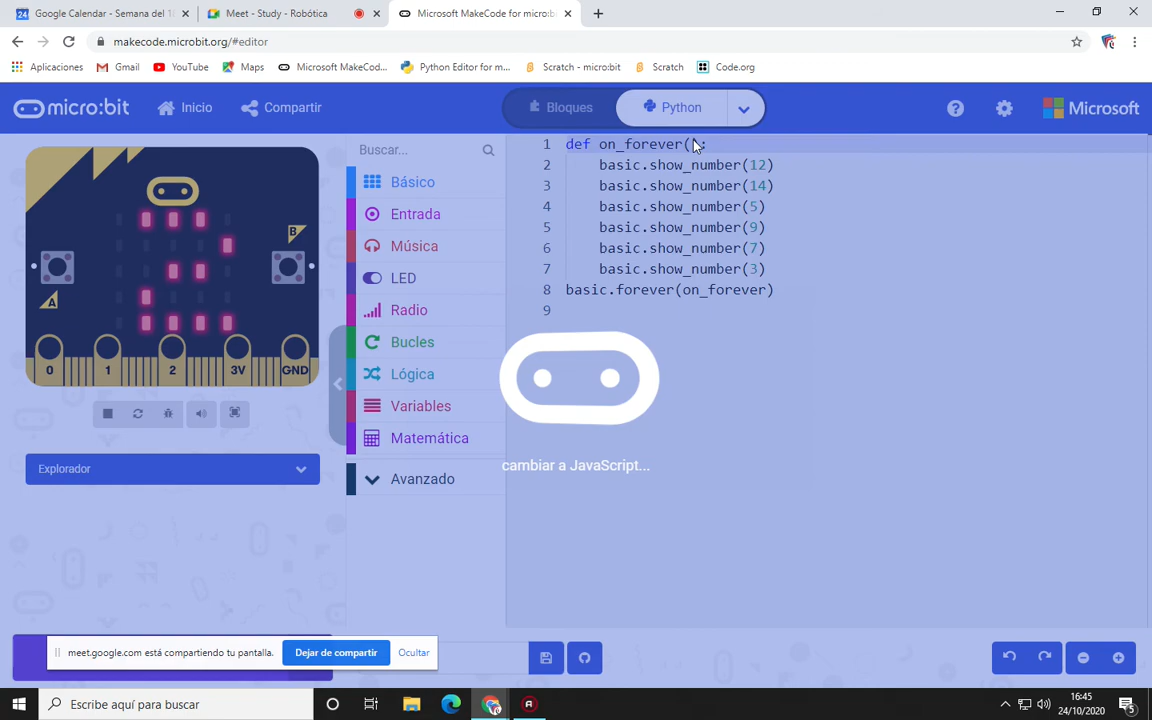 Google Calendar - Semana del 1
Meet - Study - Robótica
Microsoft MakeCode for micro:b
makecode.microbit.org/#editor
Aplicaciones
Gmail
YouTube
Maps
Microsoft MakeCod...
Python Editor for m...
Scratch - micro:bit
Scratch
Code.org
micro:bit
Inicio
Compartir
Bloques
Python
Microsoft
Buscar...
Básico
Entrada
Música
LED
Radio
Bucles
Lógica
Variables
Matemática
Avanzado
1 def on_forever():
2 basic.show_number(12)
3 basic.show_number(14)
4 basic.show_number(5)
5 basic.show_number(9)
6 basic.show_number(7)
7 basic.show_number(3)
8 basic.forever(on_forever)
9
A
B
0 1 2 3V GND
Explorador
cambiar a JavaScript...
meet.google.com está compartiendo tu pantalla.
Dejar de compartir
Ocultar
Escribe aquí para buscar
16:45
24/10/2020
5